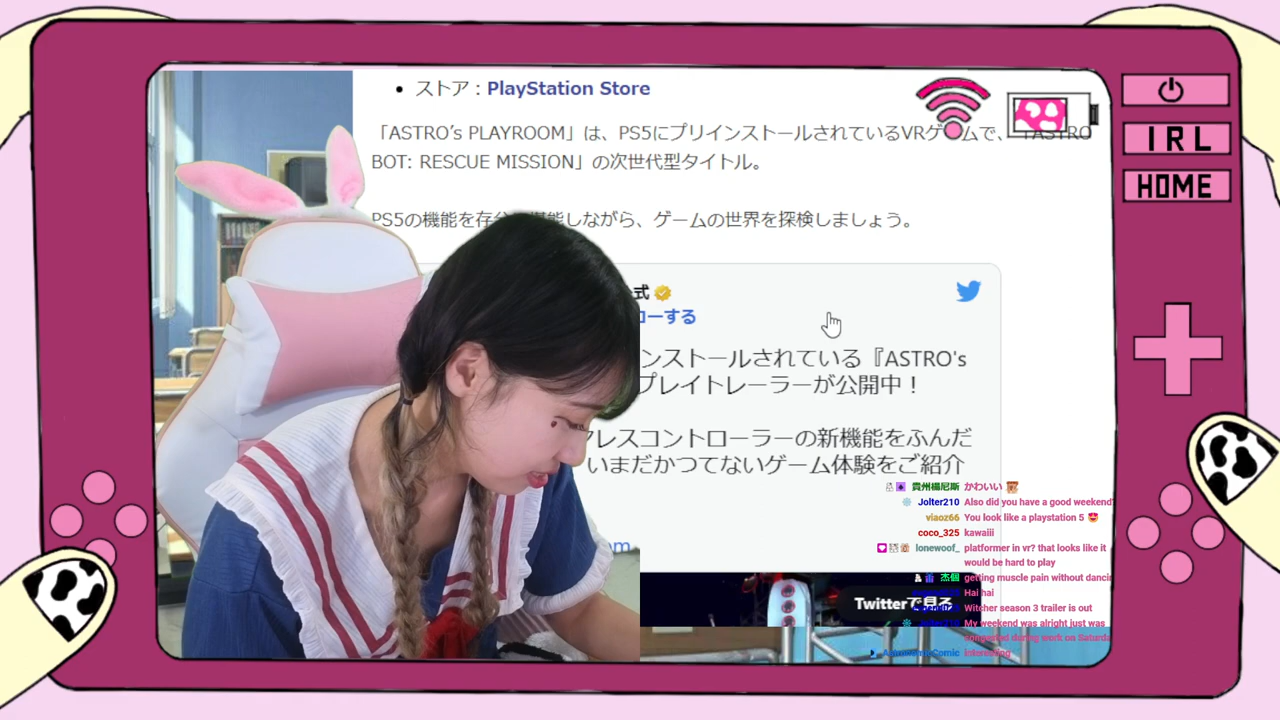 ストア : PlayStation Store
「ASTRO's PLAYROOM」は、PS5にプリインストールされているVRゲームで、「ASTRO
BOT: RESCUE MISSION」の次世代型タイトル。
PS5の機能を存分 しながら、ゲームの世界を探検しましょう。
式
ローする
ンストールされている『ASTRO's
プレイトレーラーが公開中！
レスコントローラーの新機能をふんだ
いまだかつてないゲーム体験をご紹介
Twitterで見る
IRL
HOME
貴州楊尼斯 かわいい
Jolter210 Also did you have a good weekend
viaoz66 You look like a playstation 5
coco_325 kawaiii
lonewoof_ platformer in vr? that looks like it
would be hard to play
杰個 getting muscle pain without dancin
Hai hai
Witcher season 3 trailer is out
My weekend was alright just was
interesting